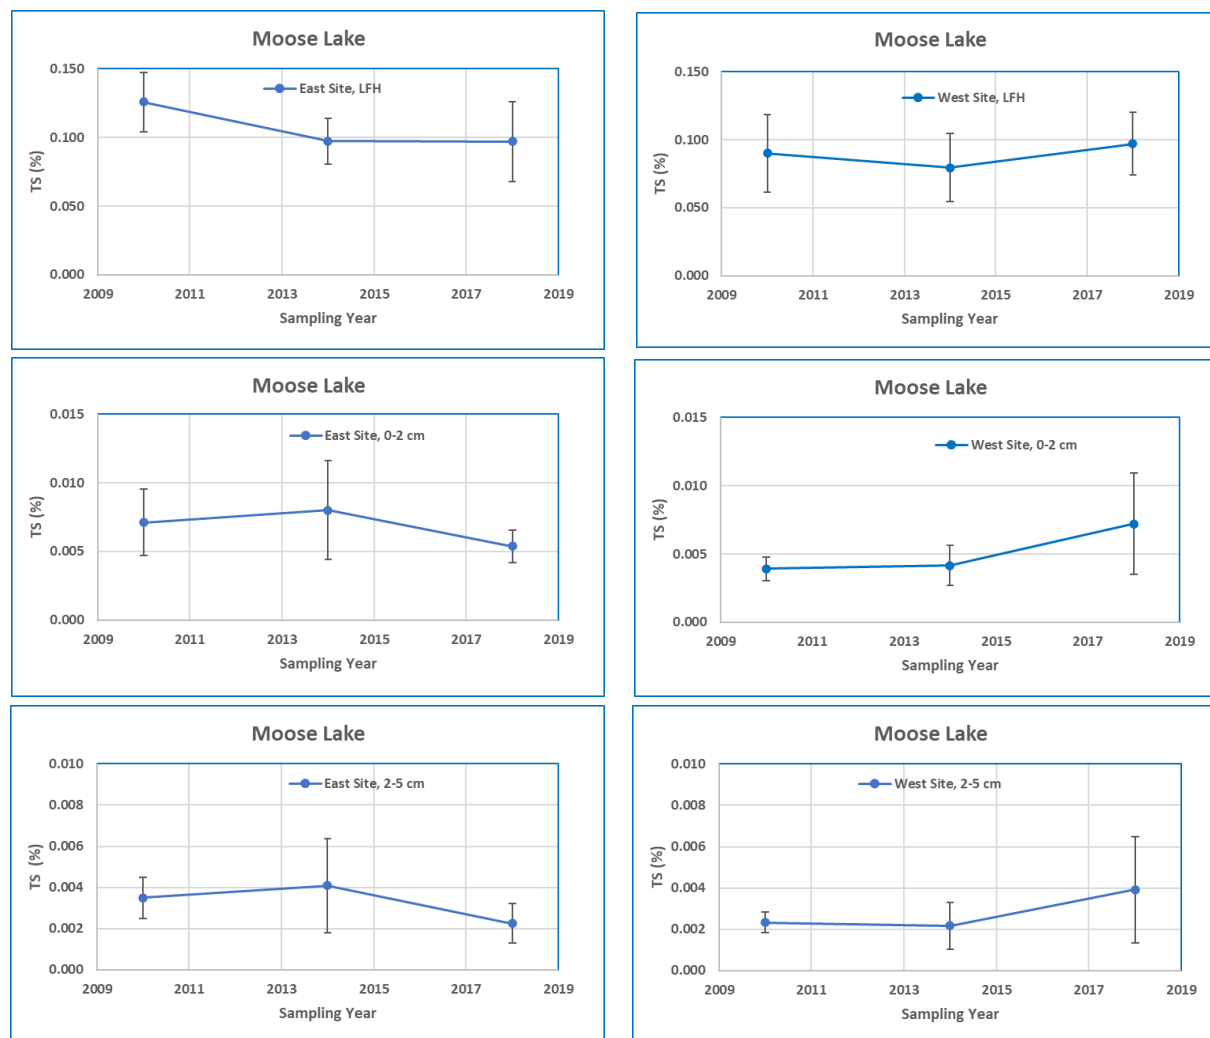 Moose Lake
East Site, LFH
TS (%)
0.150
0.100
0.050
0.000
2009 2011 2013 2015 2017 2019
Sampling Year
Moose Lake
West Site, LFH
TS (%)
0.150
0.100
0.050
0.000
2009 2011 2013 2015 2017 2019
Sampling Year
Moose Lake
East Site, 0-2 cm
TS (%)
0.015
0.010
0.005
0.000
2009 2011 2013 2015 2017 2019
Sampling Year
Moose Lake
West Site, 0-2 cm
TS (%)
0.015
0.010
0.005
0.000
2009 2011 2013 2015 2017 2019
Sampling Year
Moose Lake
East Site, 2-5 cm
TS (%)
0.010
0.008
0.006
0.004
0.002
0.000
2009 2011 2013 2015 2017 2019
Sampling Year
Moose Lake
West Site, 2-5 cm
TS (%)
0.010
0.008
0.006
0.004
0.002
0.000
2009 2011 2013 2015 2017 2019
Sampling Year